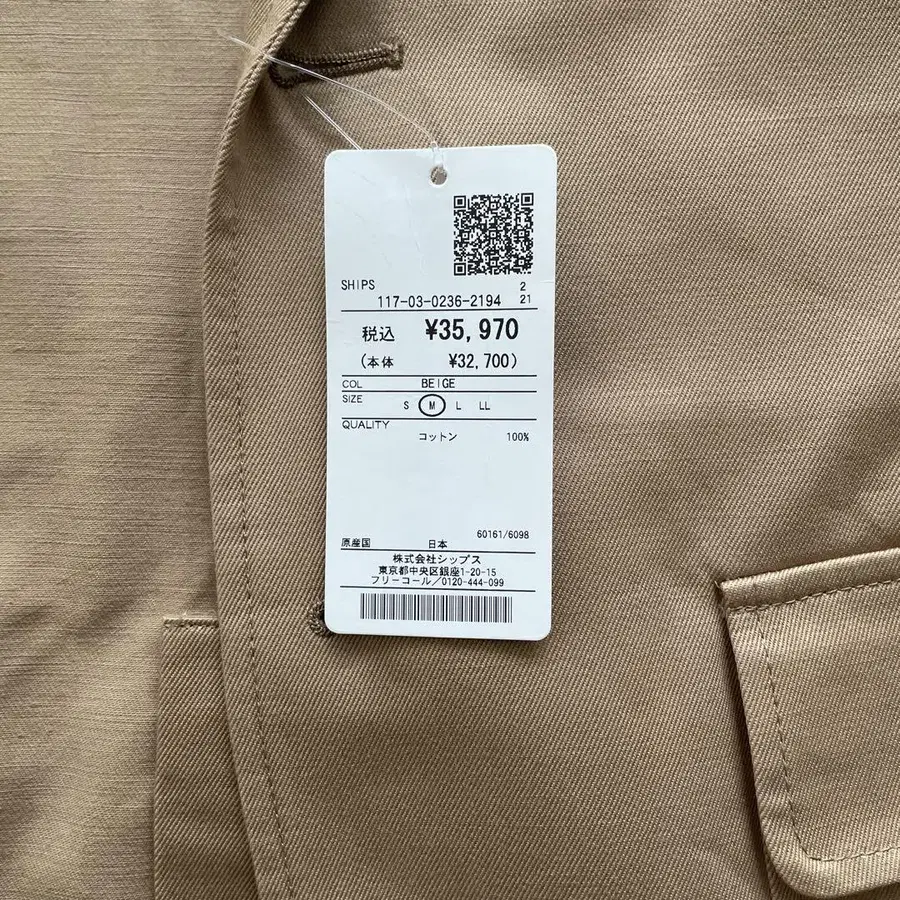 SHIPS 2
117-03-0236-2194 21
税込 ¥35,970
(本体 ¥32,700)
COL BEIGE
SIZE S M L LL
QUALITY
コットン 100%
60161/6098
原産国 日本
株式会社シップス
東京都中央区銀座1-20-15
フリーコール/0120-444-099